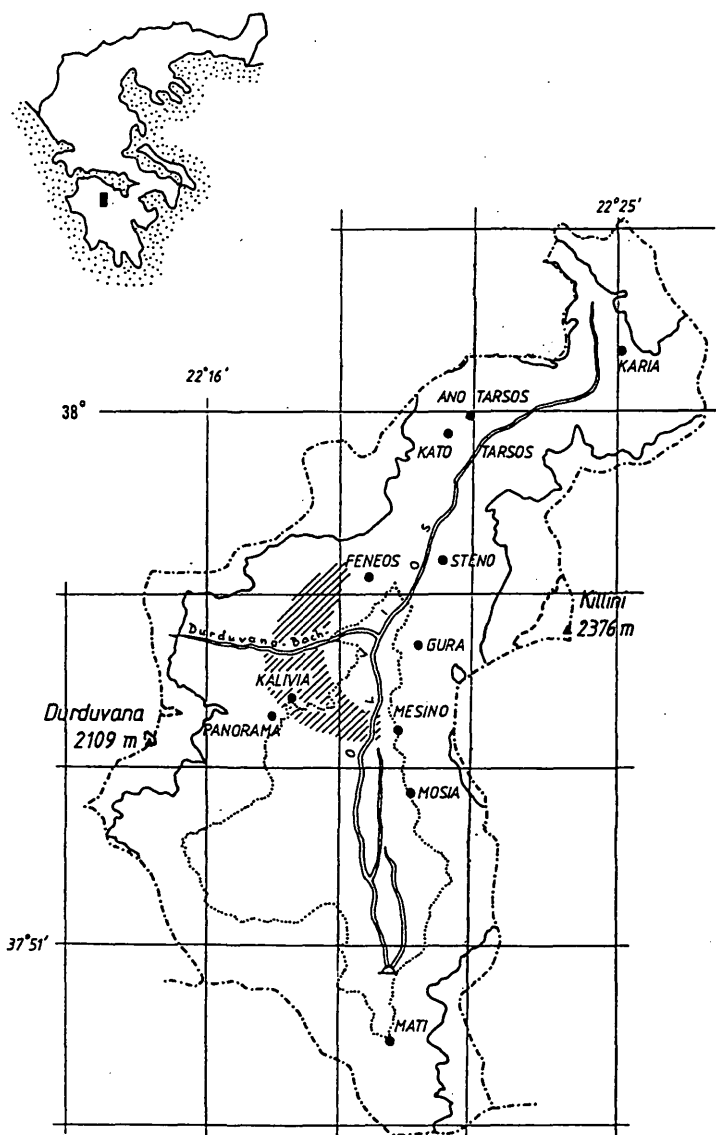 22°25'
KARIA
22°16'
38°
ANO TARSOS
KATO TARSOS
FENEOS
STENO
Killini
2376 m
Durduvana Bach
GURA
KALIVIA
Durduvana
2109 m
PANORAMA
MESINO
OLVIOS
MOSIA
37°51'
MATI